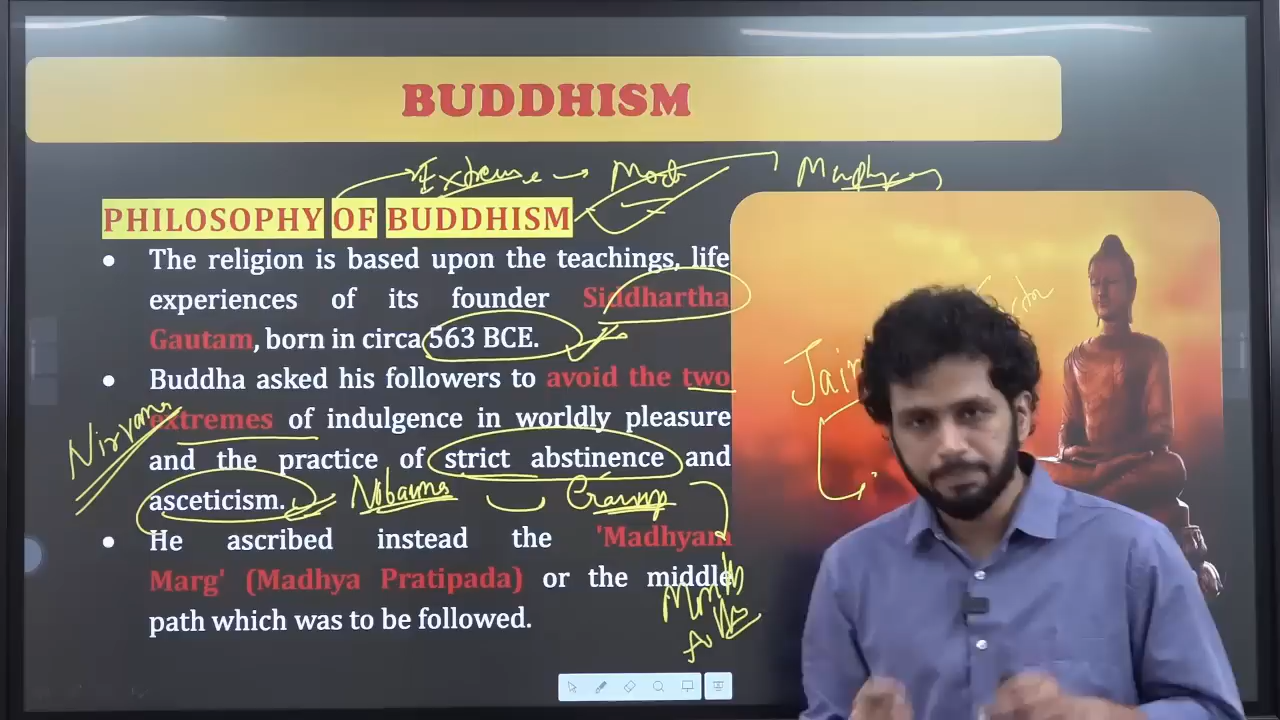 BUDDHISM
Extreme
PHILOSOPHY OF BUDDHISM
• The religion is based upon the teachings, life
experiences of its founder Siddhartha
Gautam, born in circa 563 BCE.
• Buddha asked his followers to avoid the two
extremes of indulgence in worldly pleasure
and the practice of strict abstinence and
asceticism.
• He ascribed instead the 'Madhyam
Marg' (Madhya Pratipada) or the middle
path which was to be followed.
Nirvana
Jain